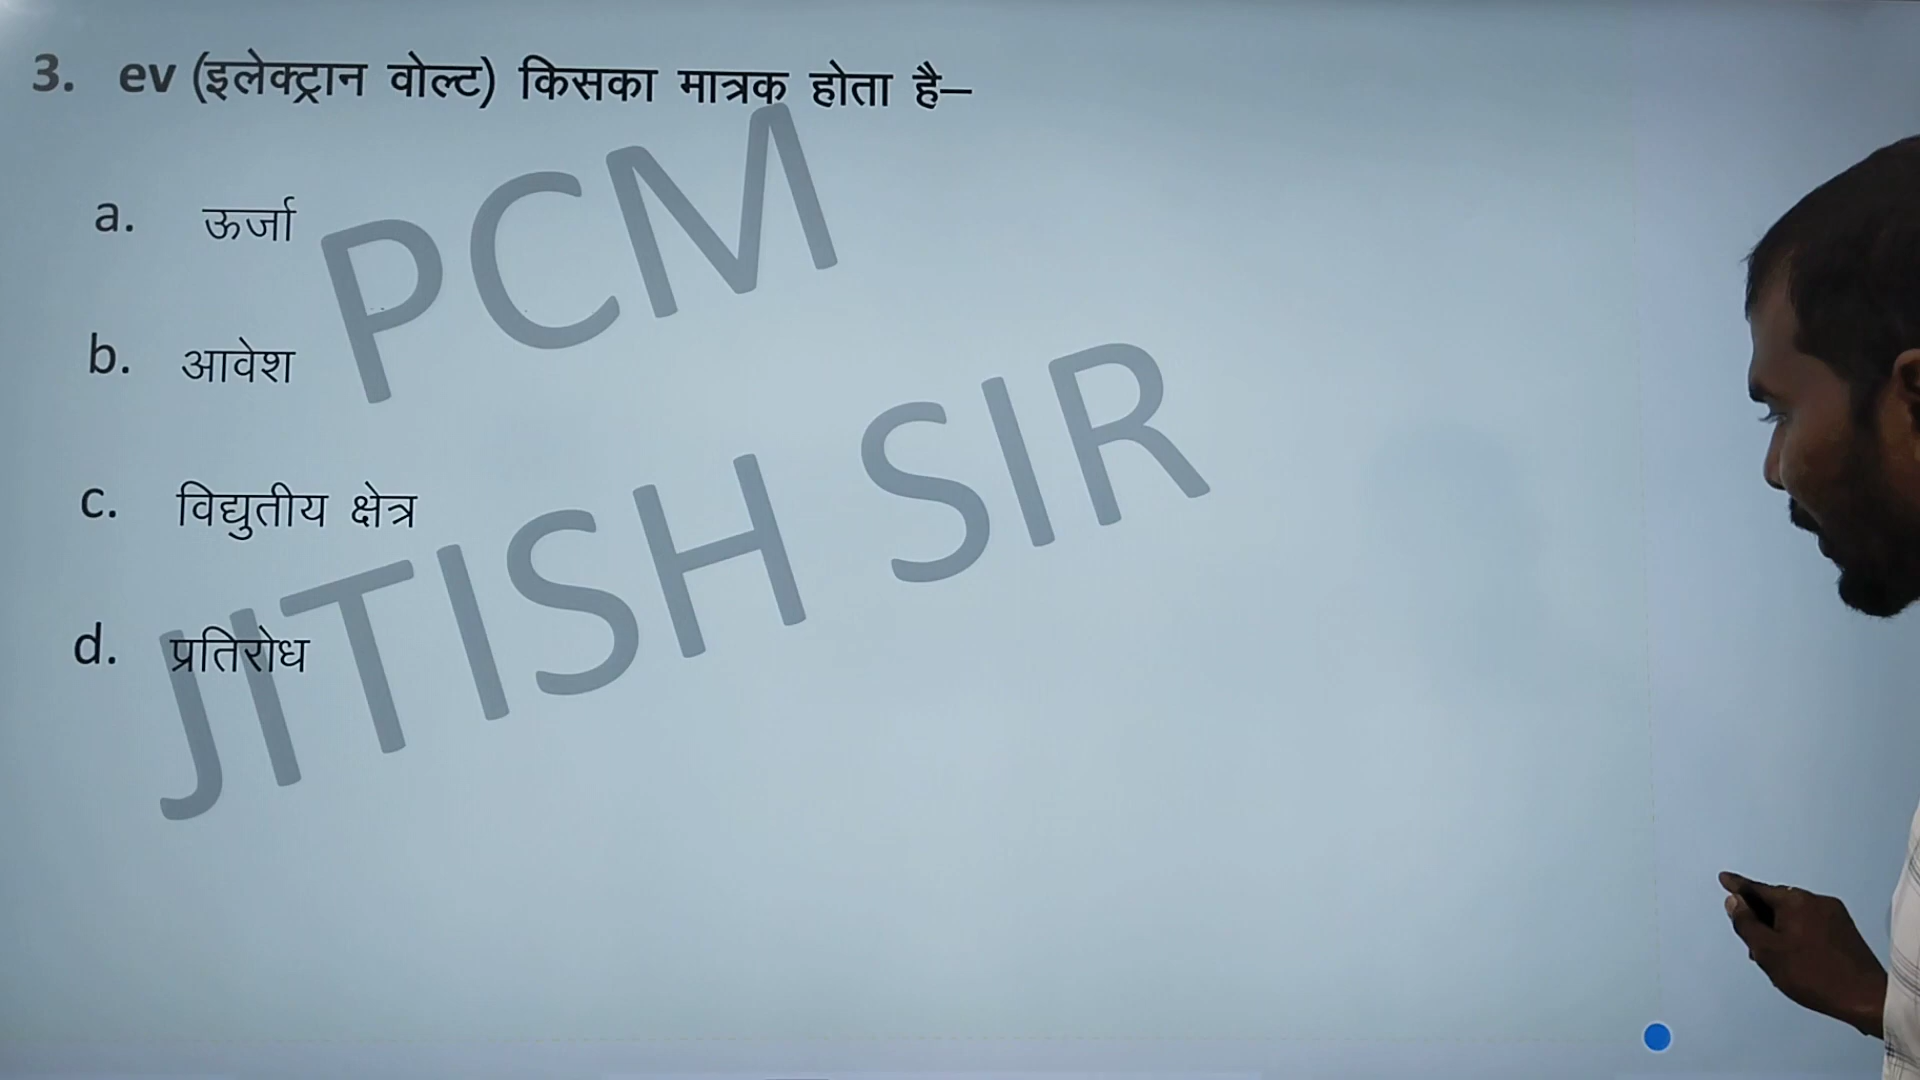 3. ev (इलेक्ट्रान वोल्ट) किसका मात्रक होता है–
a. ऊर्जा
b. आवेश
c. विद्युतीय क्षेत्र
d. प्रतिरोध
PCM
JITISH SIR